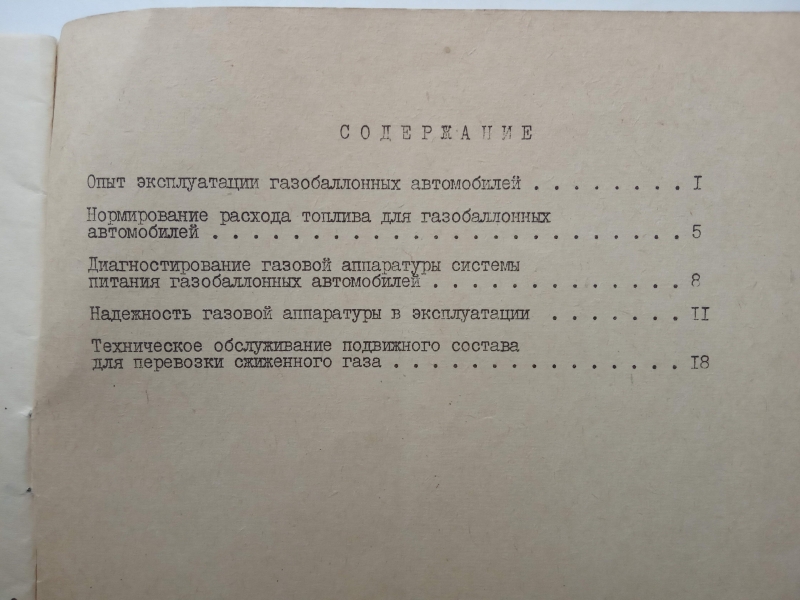 СОДЕРЖАНИЕ
Опыт эксплуатации газобаллонных автомобилей . . . . . . . . I
Нормирование расхода топлива для газобаллонных
автомобилей . . . . . . . . . . . . . . . . . . . . . . . . . . . . 5
Диагностирование газовой аппаратуры системы
питания газобаллонных автомобилей . . . . . . . . . . . . . . 8
Надежность газовой аппаратуры в эксплуатации . . . . . . . II
Техническое обслуживание подвижного состава
для перевозки сжиженного газа . . . . . . . . . . . . . . . I8